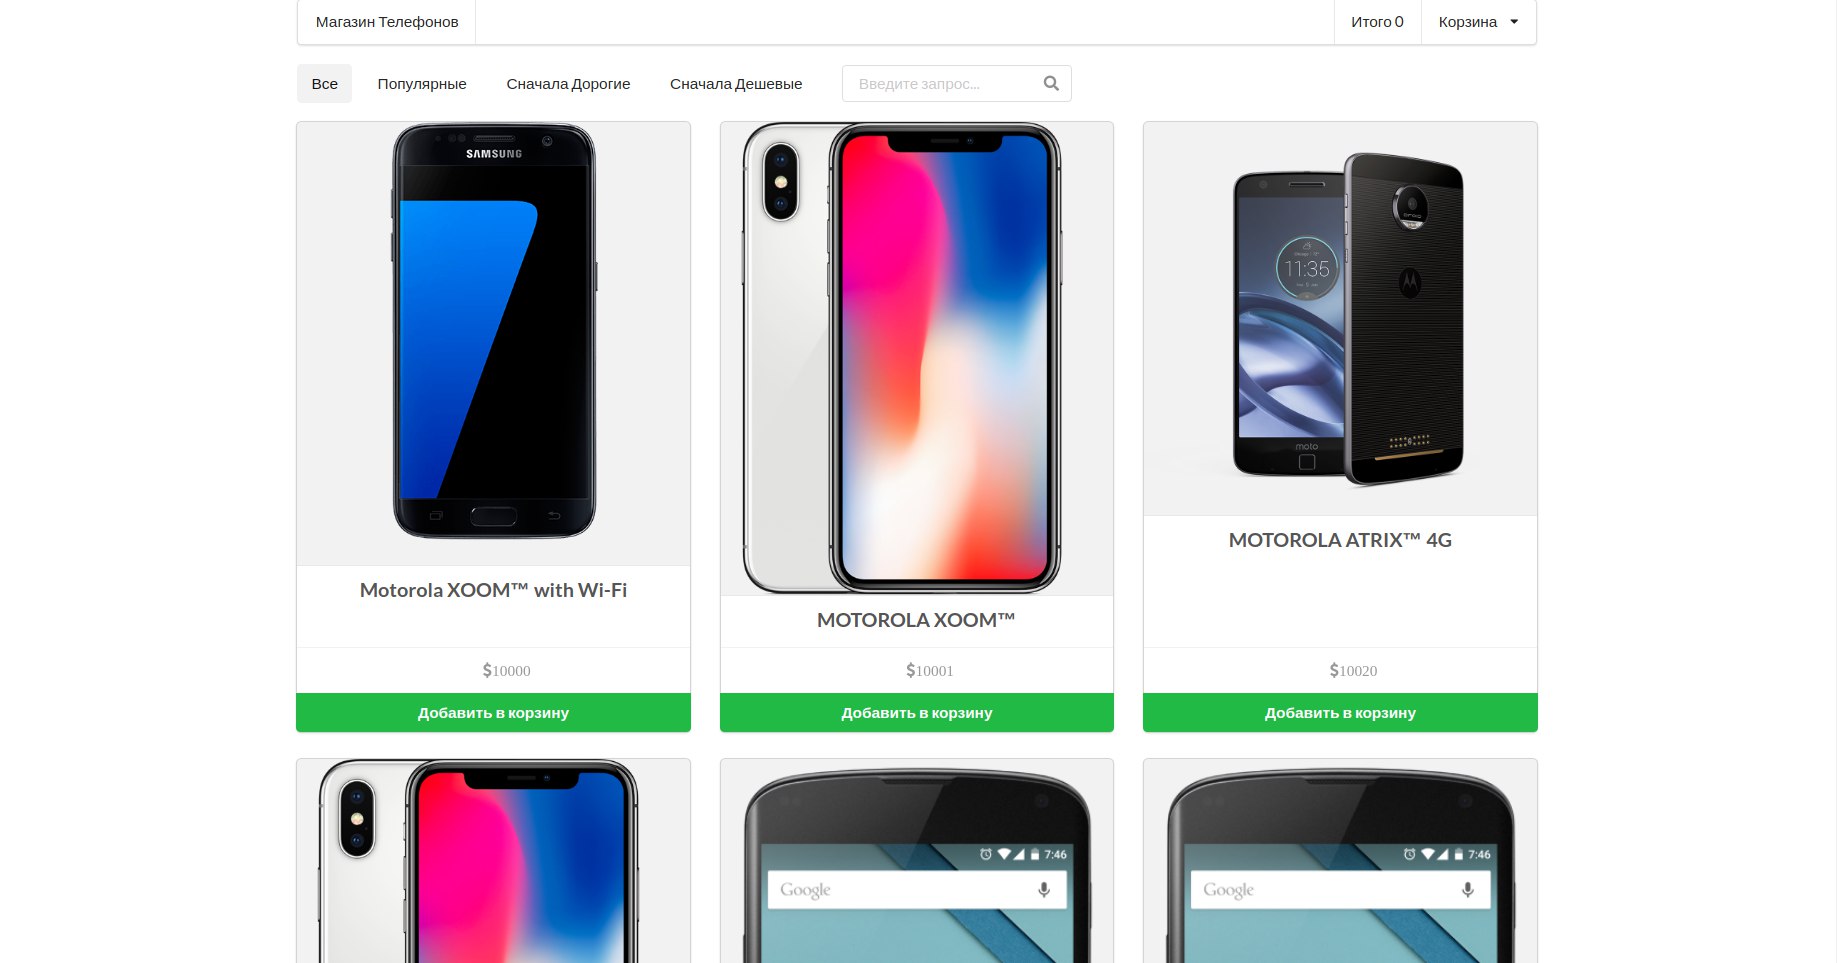 Магазин Телефонов
Итого 0
Корзина
Все
Популярные
Сначала Дорогие
Сначала Дешевые
Введите запрос...
SAMSUNG
11:35
moto
Motorola XOOM™ with Wi-Fi
MOTOROLA XOOM™
MOTOROLA ATRIX™ 4G
$10000
$10001
$10020
Добавить в корзину
Добавить в корзину
Добавить в корзину
7:46
Google
7:46
Google